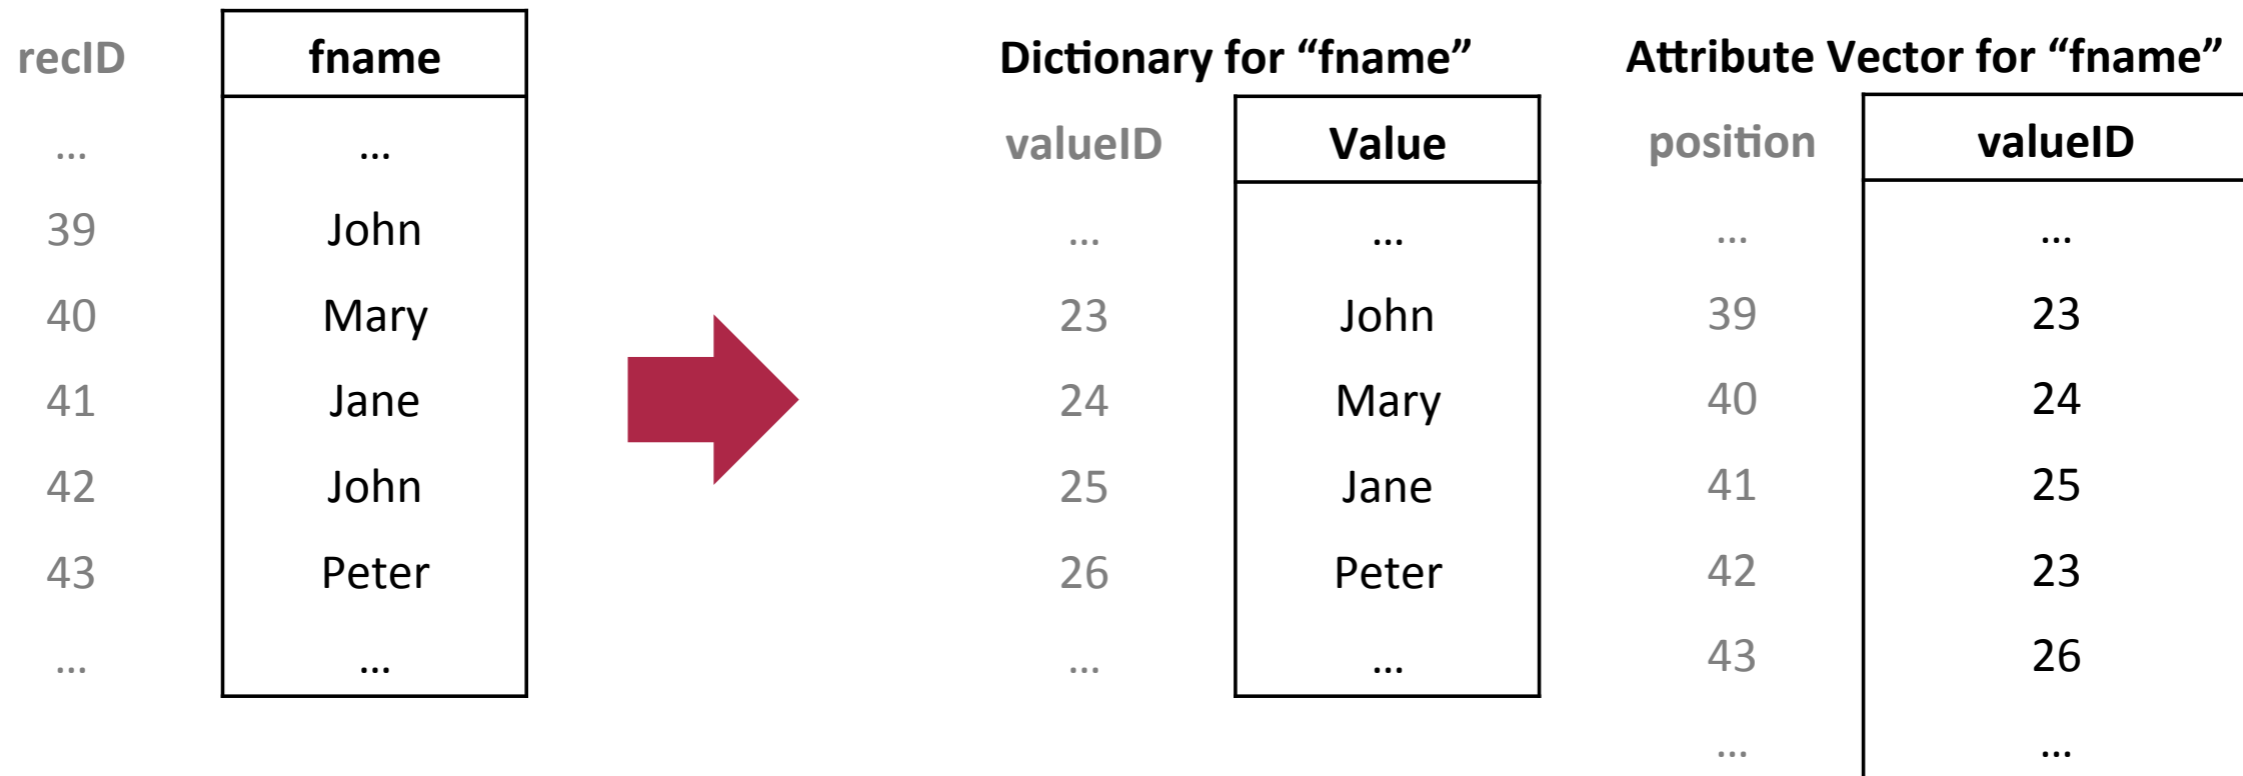 recID fname
... ...
39 John
40 Mary
41 Jane
42 John
43 Peter
... ...
Dictionary for “fname”
valueID Value
... ...
23 John
24 Mary
25 Jane
26 Peter
... ...
Attribute Vector for “fname”
position valueID
... ...
39 23
40 24
41 25
42 23
43 26
... ...